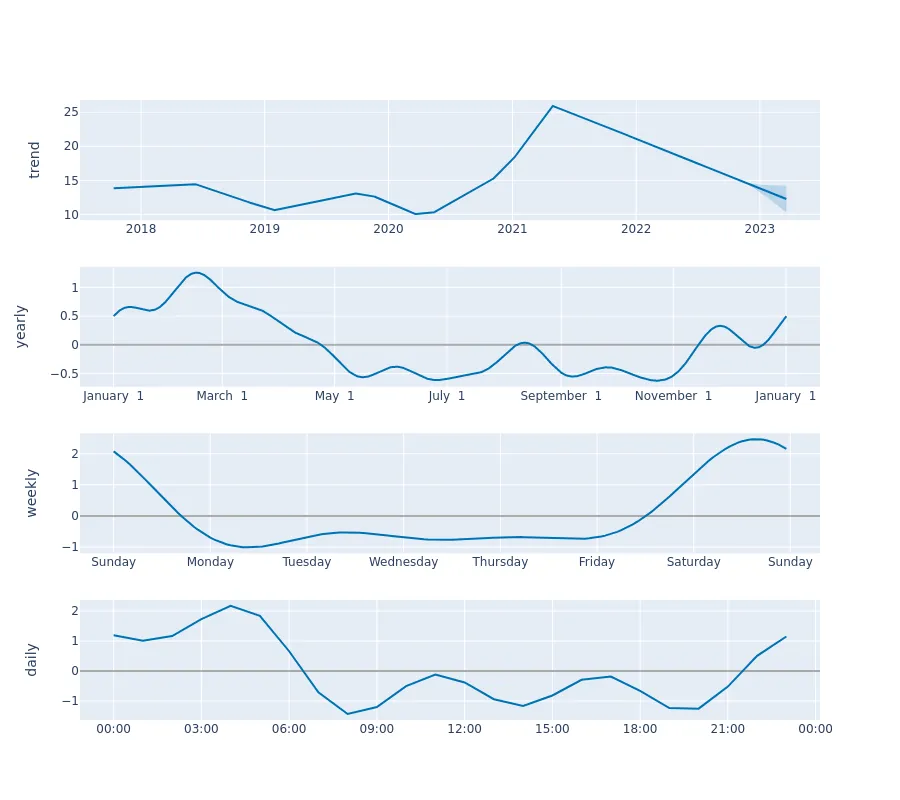 trend
25
20
15
10
2018 2019 2020 2021 2022 2023
yearly
1
0.5
0
−0.5
January 1 March 1 May 1 July 1 September 1 November 1 January 1
weekly
2
1
0
−1
Sunday Monday Tuesday Wednesday Thursday Friday Saturday Sunday
daily
2
1
0
−1
00:00 03:00 06:00 09:00 12:00 15:00 18:00 21:00 00:00